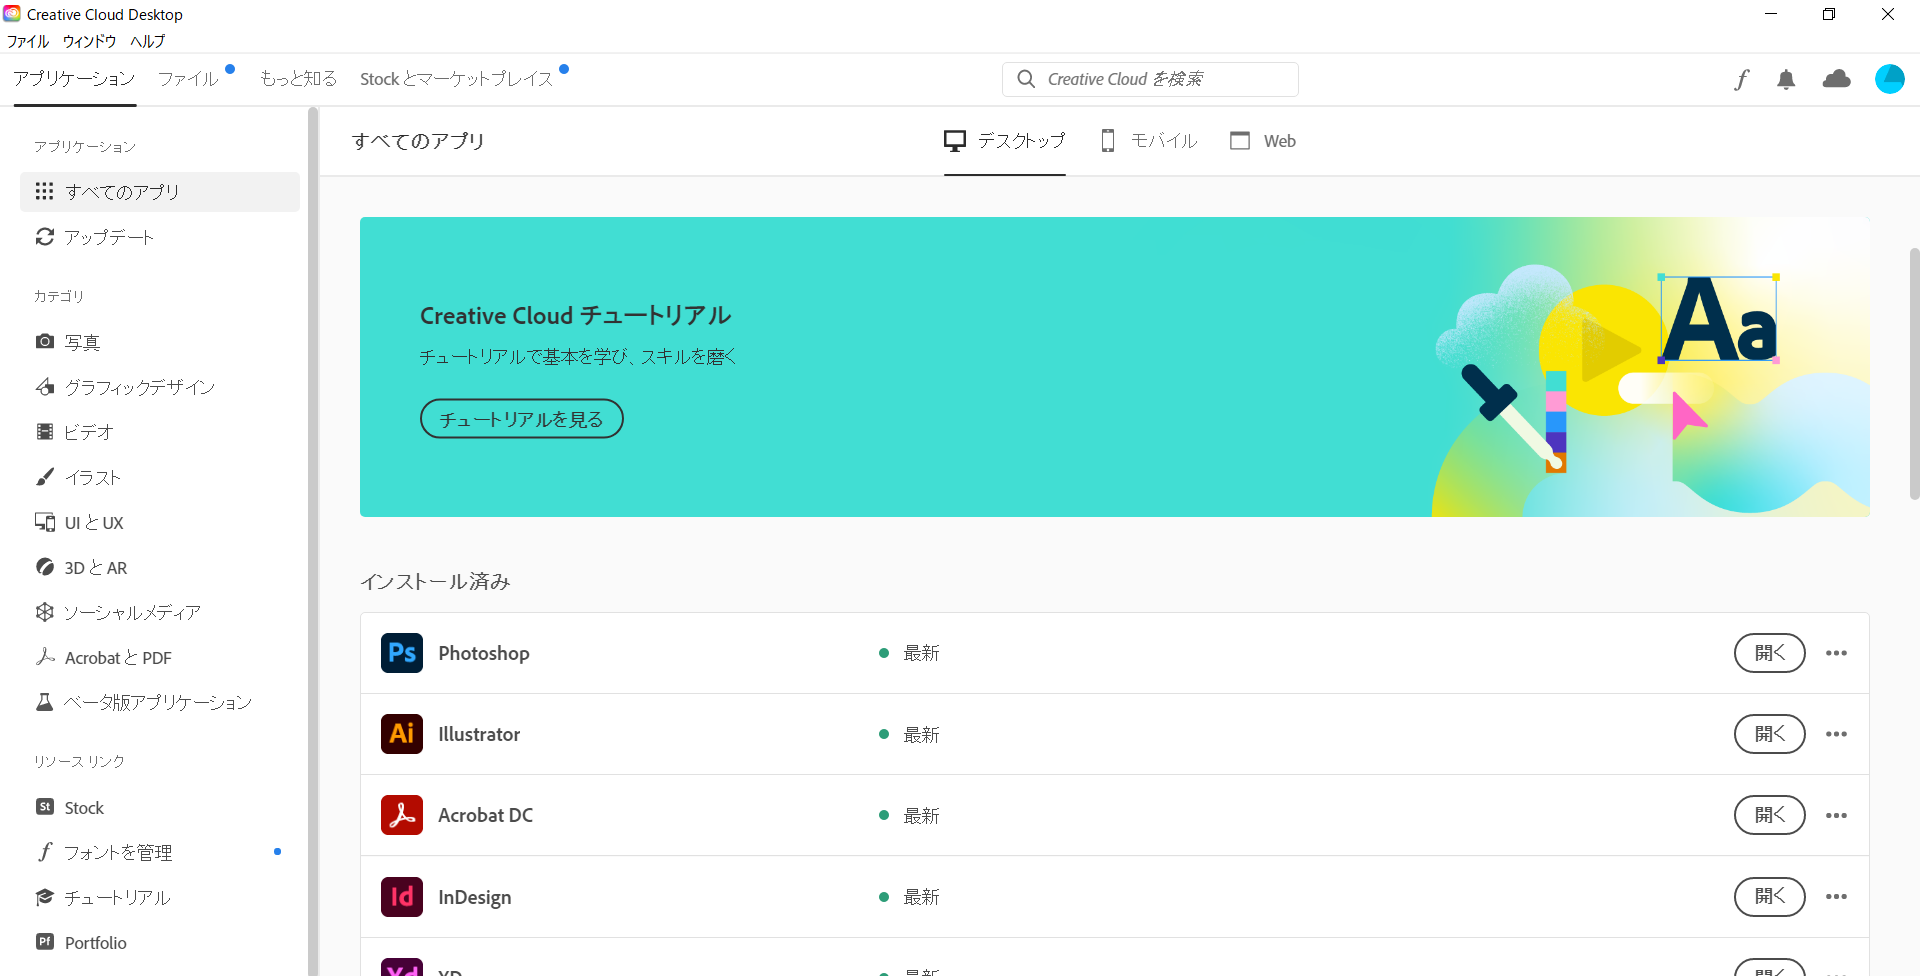 Creative Cloud Desktop
ファイル ウィンドウ ヘルプ
アプリケーション ファイル もっと知る Stock とマーケットプレイス Creative Cloud を検索
アプリケーション
すべてのアプリ
アップデート
カテゴリ
写真
グラフィックデザイン
ビデオ
イラスト
UI と UX
3D と AR
ソーシャルメディア
Acrobat と PDF
ベータ版アプリケーション
リソース リンク
St Stock
フォントを管理
チュートリアル
Pf Portfolio
すべてのアプリ デスクトップ モバイル Web
Creative Cloud チュートリアル
チュートリアルで基本を学び、スキルを磨く
チュートリアルを見る
Aa
インストール済み
Ps Photoshop 最新 開く
Ai Illustrator 最新 開く
Acrobat DC 最新 開く
Id InDesign 最新 開く
Xd XD 最新 開く